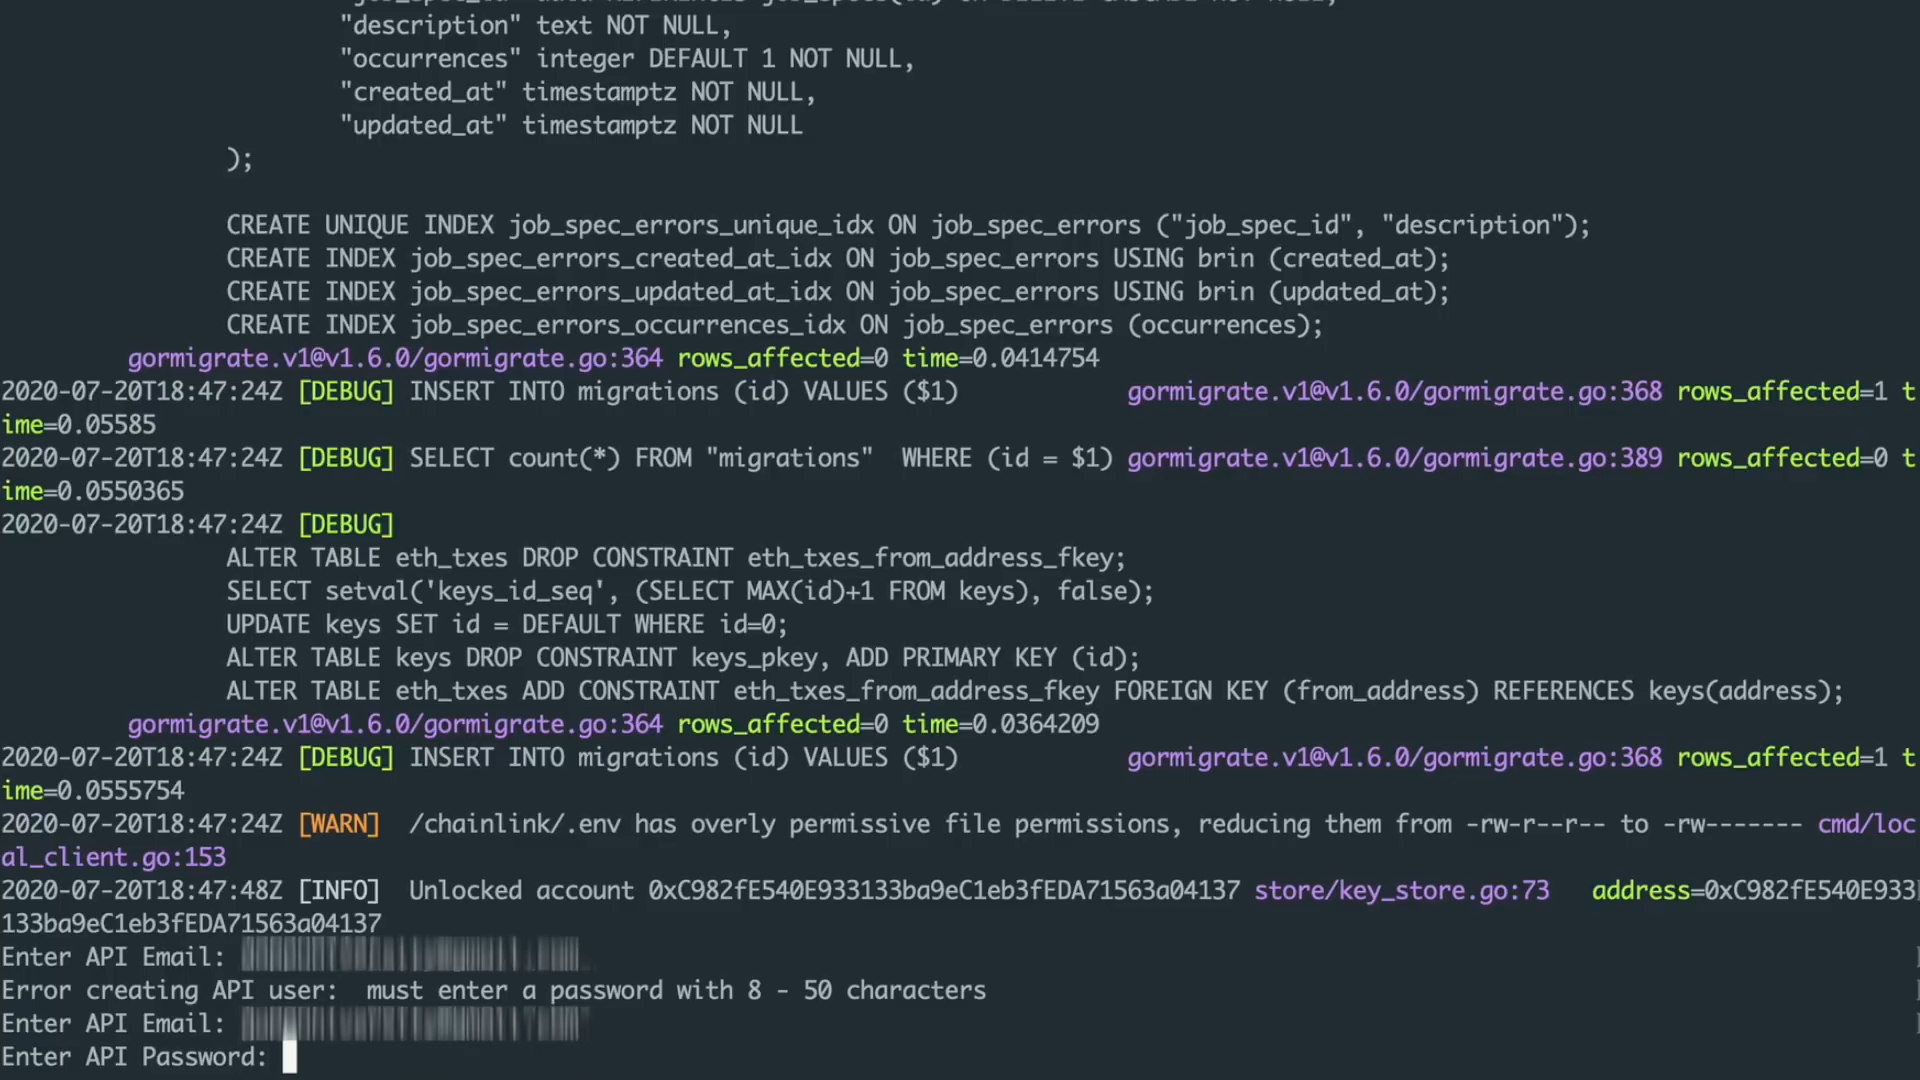 "description" text NOT NULL,
"occurrences" integer DEFAULT 1 NOT NULL,
"created_at" timestamptz NOT NULL,
"updated_at" timestamptz NOT NULL
);
CREATE UNIQUE INDEX job_spec_errors_unique_idx ON job_spec_errors ("job_spec_id", "description");
CREATE INDEX job_spec_errors_created_at_idx ON job_spec_errors USING brin (created_at);
CREATE INDEX job_spec_errors_updated_at_idx ON job_spec_errors USING brin (updated_at);
CREATE INDEX job_spec_errors_occurrences_idx ON job_spec_errors (occurrences);
gormigrate.v1@v1.6.0/gormigrate.go:364 rows_affected=0 time=0.0414754
2020-07-20T18:47:24Z [DEBUG] INSERT INTO migrations (id) VALUES ($1) gormigrate.v1@v1.6.0/gormigrate.go:368 rows_affected=1 t
ime=0.05585
2020-07-20T18:47:24Z [DEBUG] SELECT count(*) FROM "migrations" WHERE (id = $1) gormigrate.v1@v1.6.0/gormigrate.go:389 rows_affected=0 t
ime=0.0550365
2020-07-20T18:47:24Z [DEBUG]
ALTER TABLE eth_txes DROP CONSTRAINT eth_txes_from_address_fkey;
SELECT setval('keys_id_seq', (SELECT MAX(id)+1 FROM keys), false);
UPDATE keys SET id = DEFAULT WHERE id=0;
ALTER TABLE keys DROP CONSTRAINT keys_pkey, ADD PRIMARY KEY (id);
ALTER TABLE eth_txes ADD CONSTRAINT eth_txes_from_address_fkey FOREIGN KEY (from_address) REFERENCES keys(address);
gormigrate.v1@v1.6.0/gormigrate.go:364 rows_affected=0 time=0.0364209
2020-07-20T18:47:24Z [DEBUG] INSERT INTO migrations (id) VALUES ($1) gormigrate.v1@v1.6.0/gormigrate.go:368 rows_affected=1 t
ime=0.0555754
2020-07-20T18:47:24Z [WARN] /chainlink/.env has overly permissive file permissions, reducing them from -rw-r--r-- to -rw------- cmd/loc
al_client.go:153
2020-07-20T18:47:48Z [INFO] Unlocked account 0xC982fE540E933133ba9eC1eb3fEDA71563a04137 store/key_store.go:73 address=0xC982fE540E933
133ba9eC1eb3fEDA71563a04137
Enter API Email:
Error creating API user: must enter a password with 8 - 50 characters
Enter API Email:
Enter API Password: